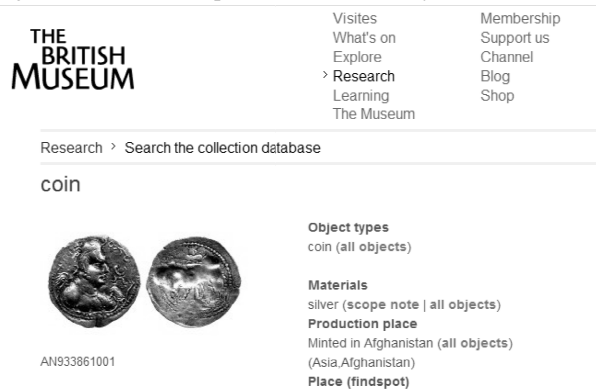 THE
BRITISH
MUSEUM
Visites
What's on
Explore
> Research
Learning
The Museum
Membership
Support us
Channel
Blog
Shop
Research > Search the collection database
coin
AN933861001
Object types
coin (all objects)
Materials
silver (scope note | all objects)
Production place
Minted in Afghanistan (all objects)
(Asia,Afghanistan)
Place (findspot)